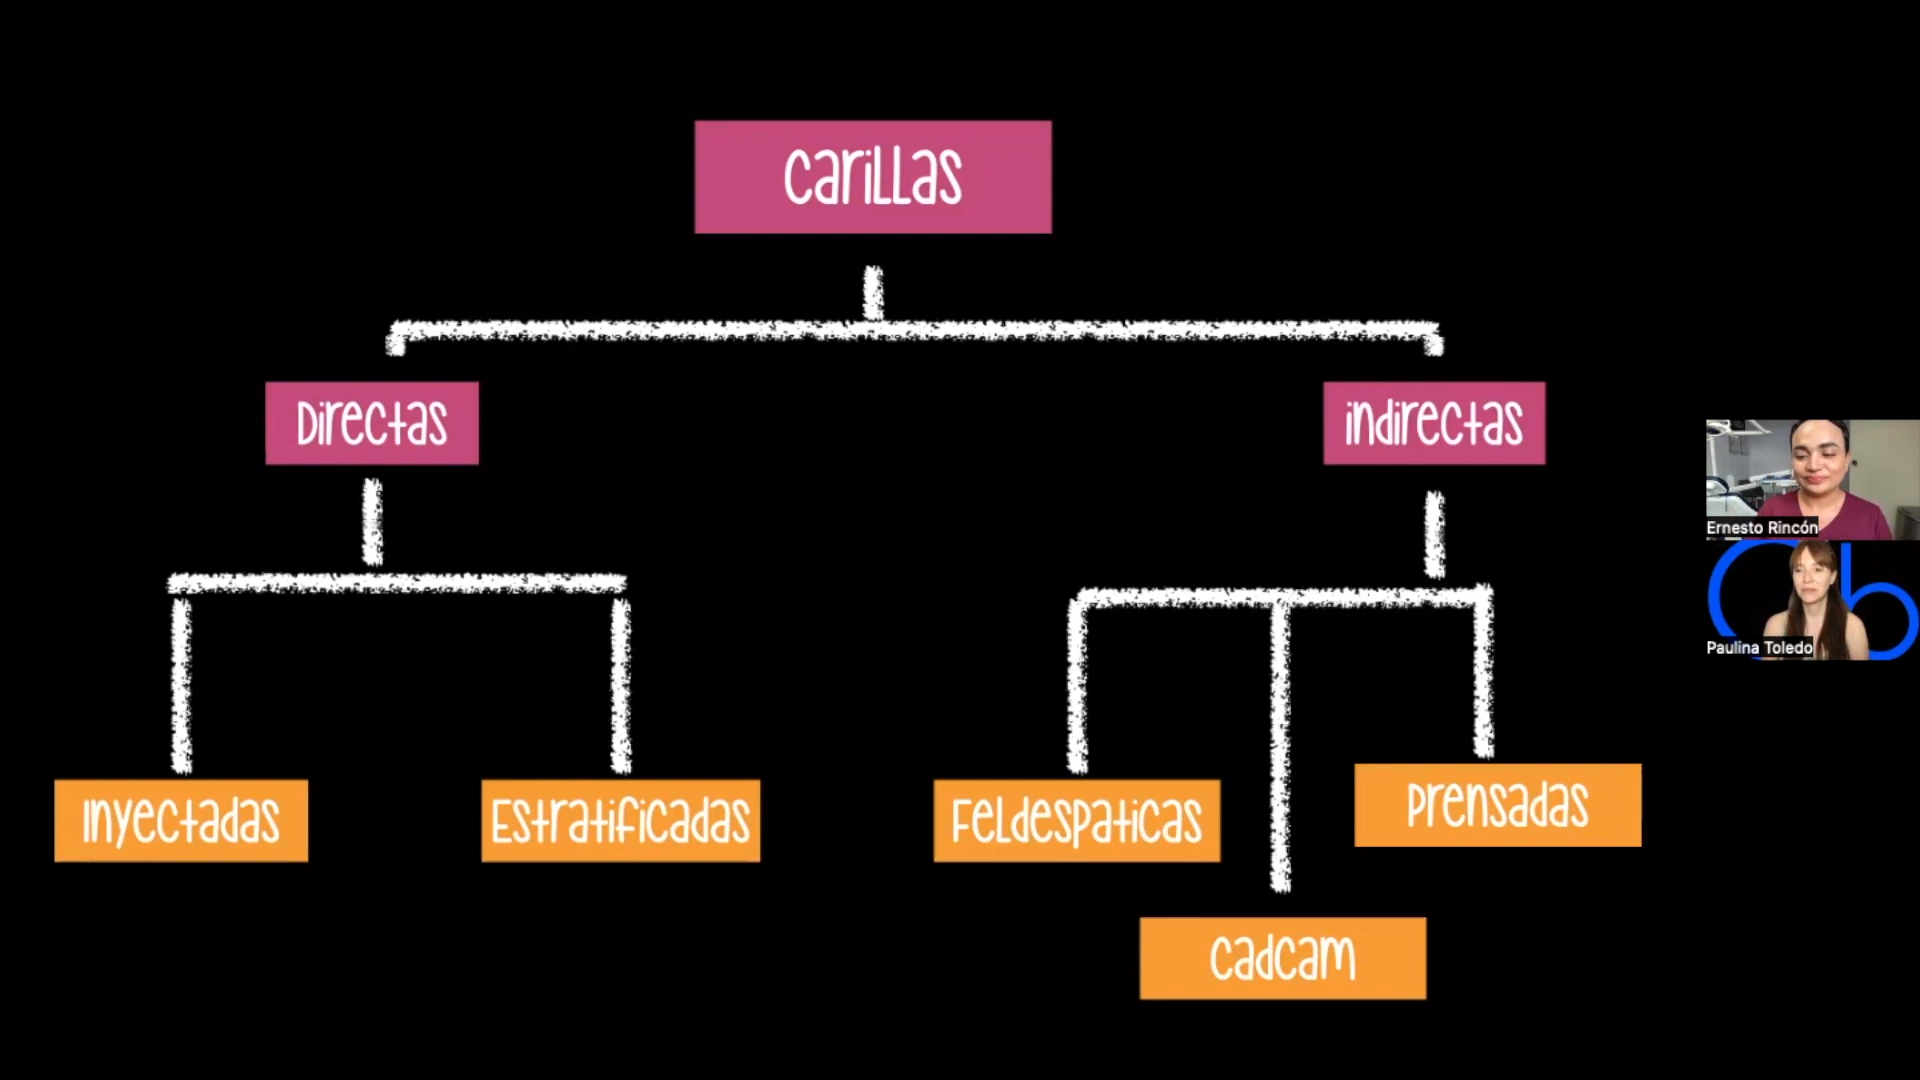 carillas
Directas
indirectas
Ernesto Rincón
Paulina Toledo
inyectadas
Estratificadas
Feldespaticas
prensadas
cadcam